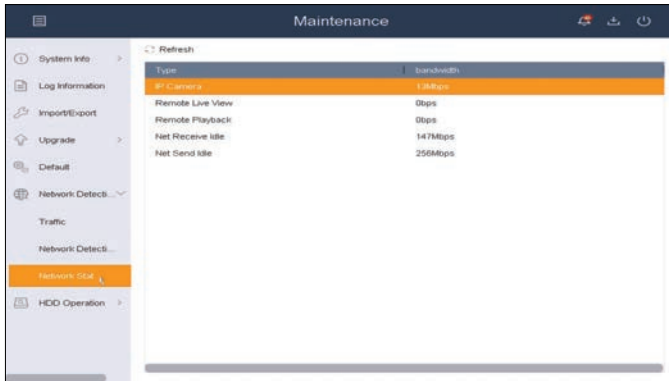 Maintenance
System Info
Log Information
Import/Export
Upgrade
Default
Network Detecti...
Traffic
Network Detecti...
Network Stat
HDD Operation
Refresh
Type bandwidth
IP Camera 13Mbps
Remote Live View 0bps
Remote Playback 0bps
Net Receive Idle 147Mbps
Net Send Idle 256Mbps